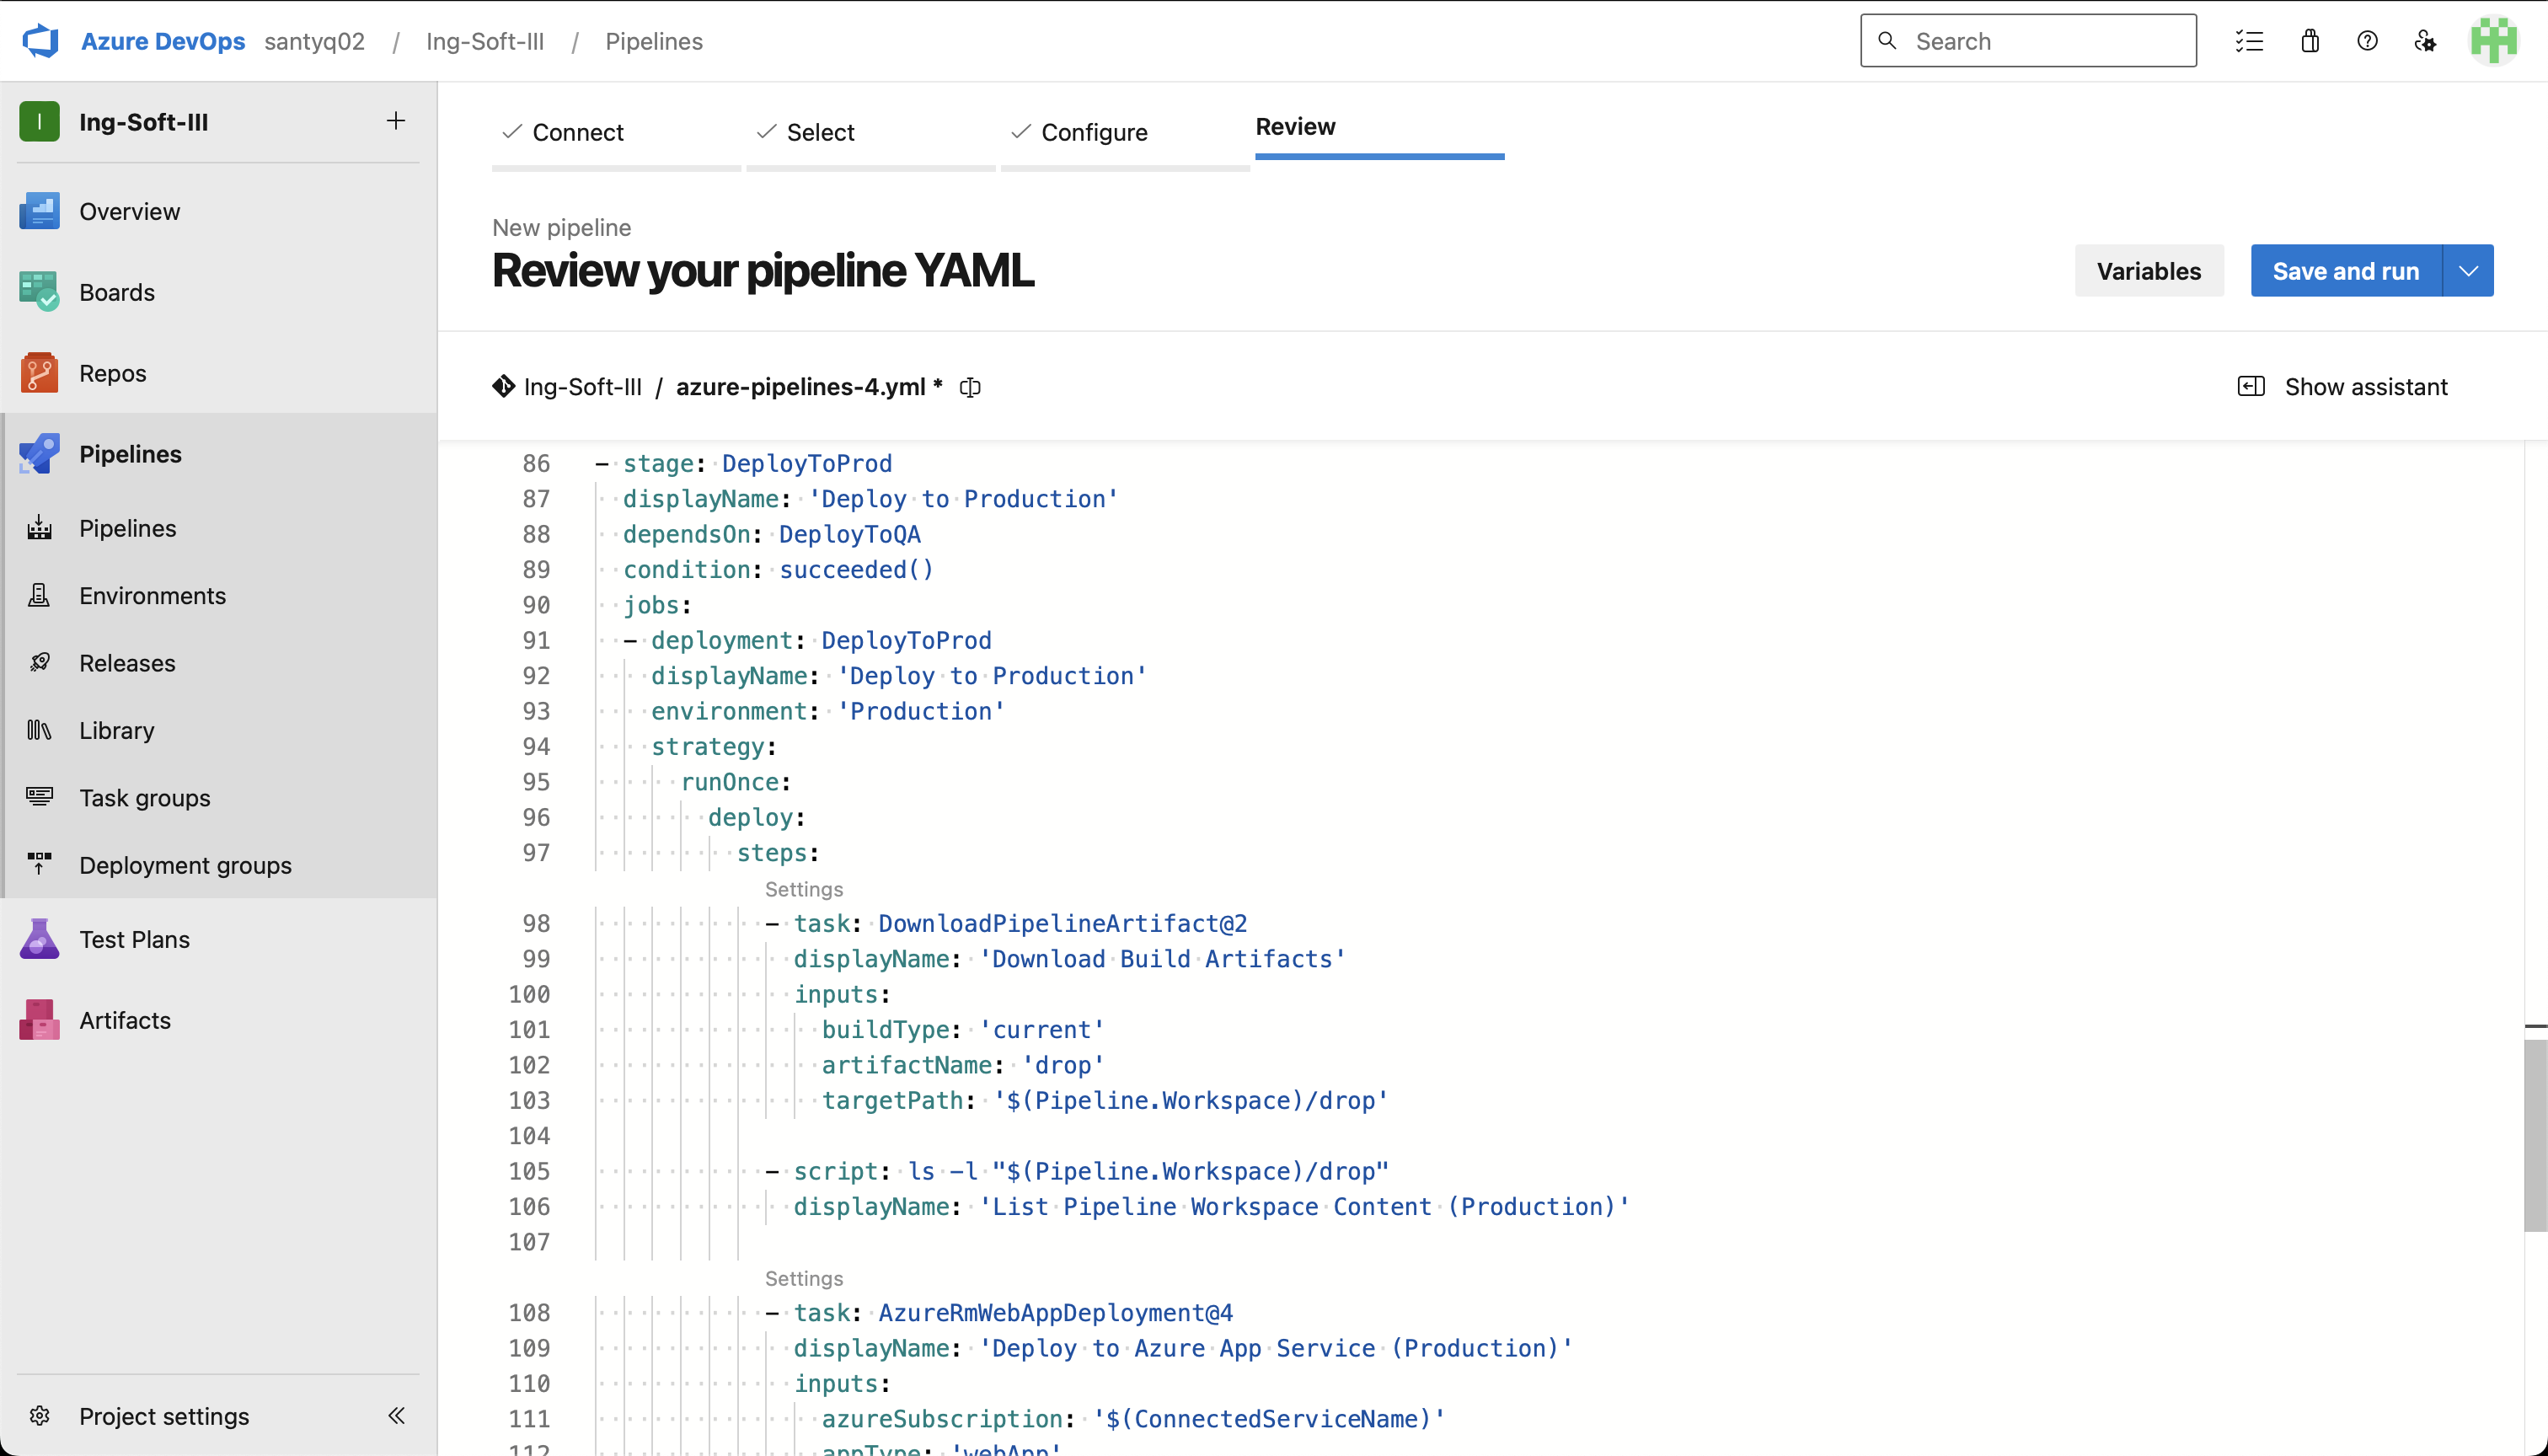 Azure DevOps santyq02 / Ing-Soft-III / Pipelines
Search
I Ing-Soft-III
Overview
Boards
Repos
Pipelines
Pipelines
Environments
Releases
Library
Task groups
Deployment groups
Test Plans
Artifacts
Project settings
Connect
Select
Configure
Review
New pipeline
Review your pipeline YAML
Variables
Save and run
Ing-Soft-III / azure-pipelines-4.yml *
Show assistant
86 - stage: DeployToProd
87 displayName: 'Deploy to Production'
88 dependsOn: DeployToQA
89 condition: succeeded()
90 jobs:
91 - deployment: DeployToProd
92 displayName: 'Deploy to Production'
93 environment: 'Production'
94 strategy:
95 runOnce:
96 deploy:
97 steps:
Settings
98 - task: DownloadPipelineArtifact@2
99 displayName: 'Download Build Artifacts'
100 inputs:
101 buildType: 'current'
102 artifactName: 'drop'
103 targetPath: '$(Pipeline.Workspace)/drop'
104
105 - script: ls -l "$(Pipeline.Workspace)/drop"
106 displayName: 'List Pipeline Workspace Content (Production)'
107
Settings
108 - task: AzureRmWebAppDeployment@4
109 displayName: 'Deploy to Azure App Service (Production)'
110 inputs:
111 azureSubscription: '$(ConnectedServiceName)'
112 appType: 'webApp'